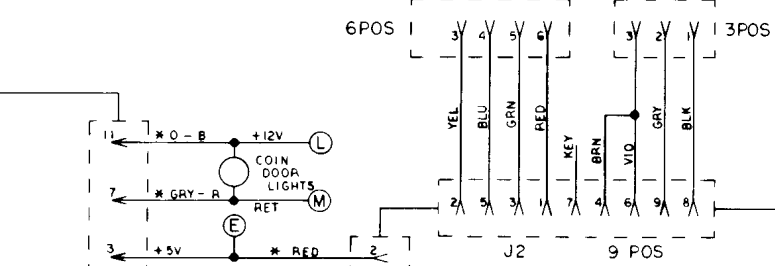 6POS 3 4 5 6 3 2 1 3POS
YEL BLU GRN RED KEY BRN VIO GRY BLK
11 * O - B +12V L
COIN
DOOR
LIGHTS
7 * GRY - R RET M
2 5 3 1 7 4 6 9 8
E
J2 9 POS
3 +5V * RED 2